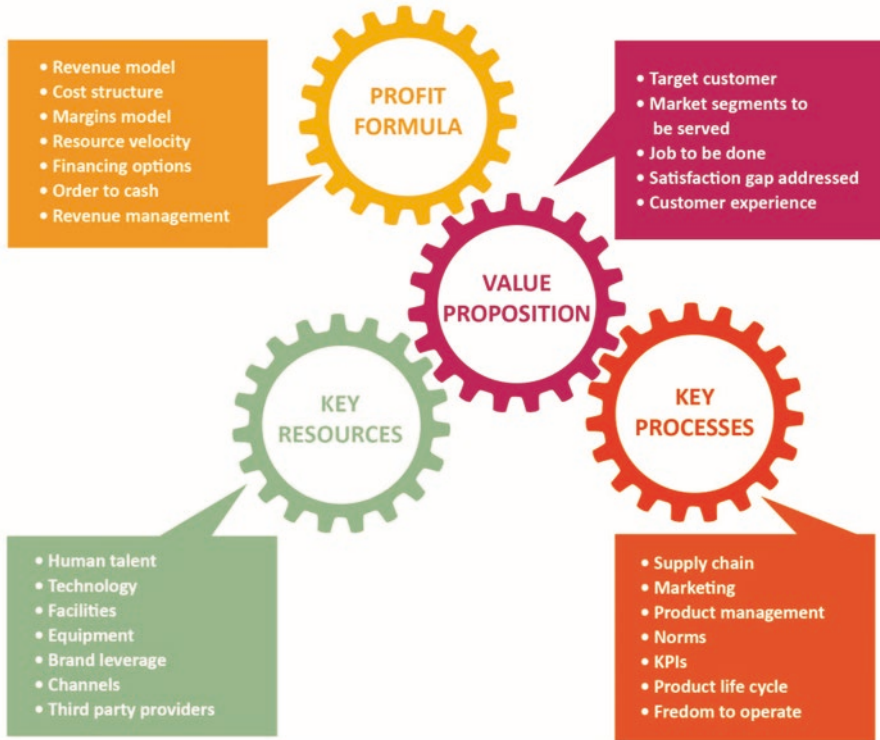 • Revenue model
• Cost structure
• Margins model
• Resource velocity
• Financing options
• Order to cash
• Revenue management
PROFIT
FORMULA
• Target customer
• Market segments to
be served
• Job to be done
• Satisfaction gap addressed
• Customer experience
VALUE
PROPOSITION
KEY
RESOURCES
KEY
PROCESSES
• Human talent
• Technology
• Facilities
• Equipment
• Brand leverage
• Channels
• Third party providers
• Supply chain
• Marketing
• Product management
• Norms
• KPIs
• Product life cycle
• Fredom to operate